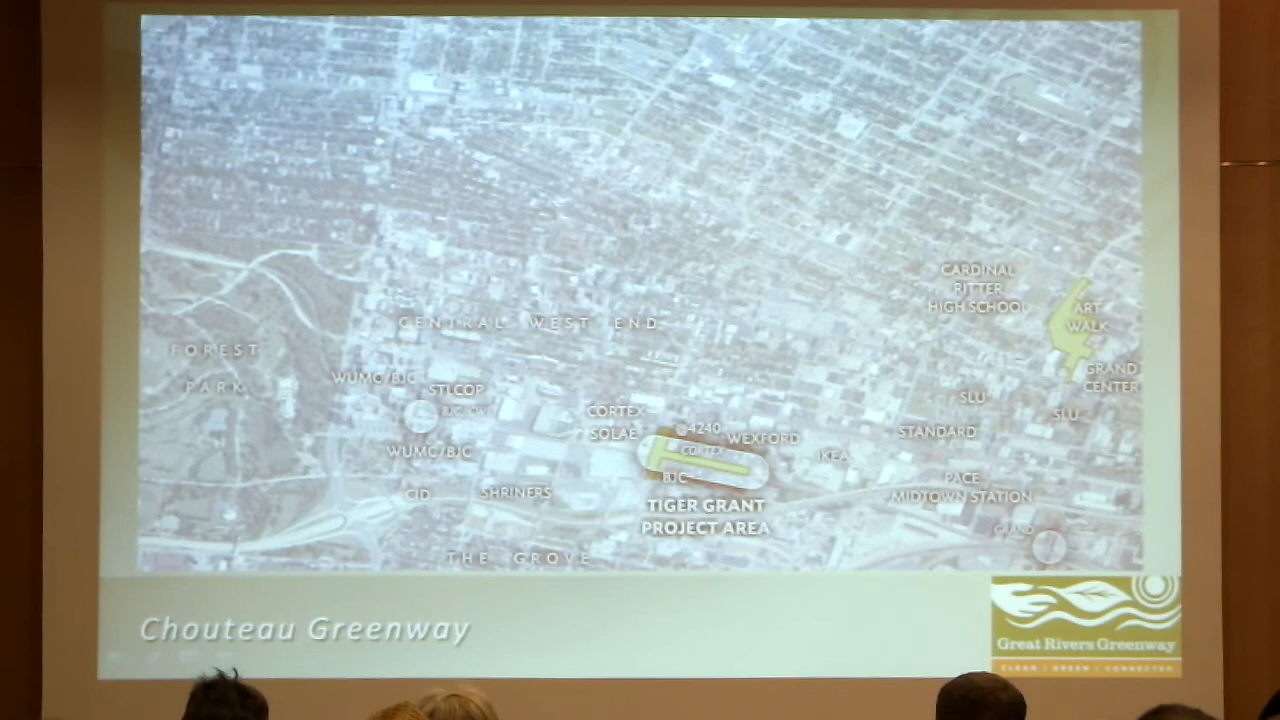 CARDINAL
RITTER
HIGH SCHOOL
ART
WALK
CENTRAL WEST END
FOREST
PARK
GRAND
CENTER
WUMC/BJC
STLCOP
SLU
SLU
CORTEX
SOLAE
4240
WEXFORD
STANDARD
CORTEX
IKEA
WUMC/BJC
BJC
PACE
MIDTOWN STATION
CID
SHRINERS
TIGER GRANT
PROJECT AREA
GRAND
THE GROVE
Chouteau Greenway
Great Rivers Greenway
CLEAN | GREEN | CONNECTED